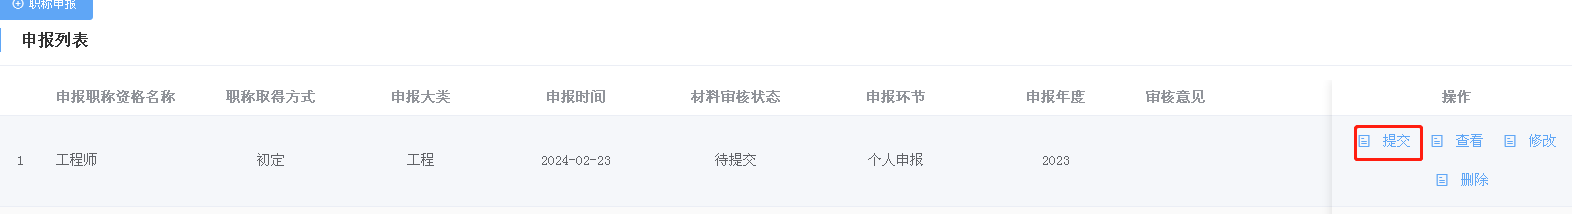 职称申报
申报列表
申报职称资格名称 职称取得方式 申报大类 申报时间 材料审核状态 申报环节 申报年度 审核意见 操作
1 工程师 初定 工程 2024-02-23 待提交 个人申报 2023 提交 查看 修改
删除